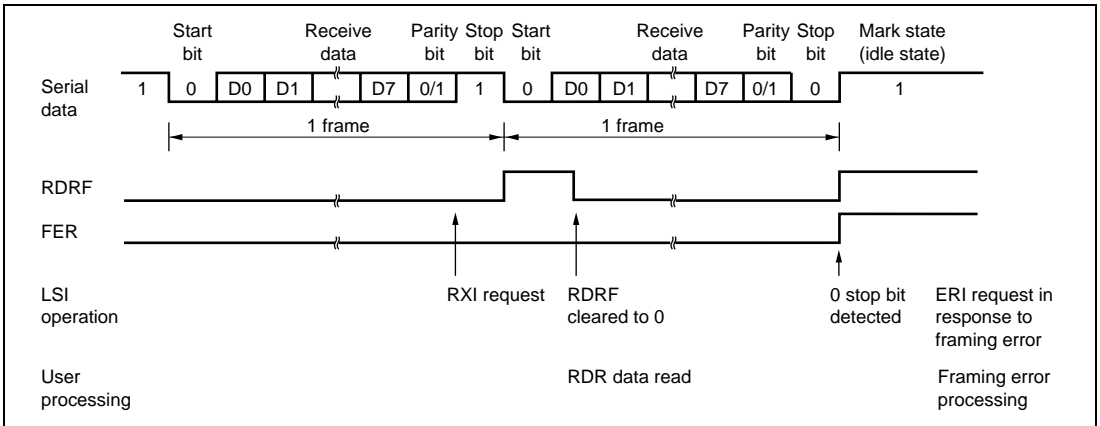 Start bit Receive data Parity bit Stop bit Start bit Receive data Parity bit Stop bit Mark state (idle state)
Serial data 1 0 D0 D1 D7 0/1 1 0 D0 D1 D7 0/1 0 1
1 frame 1 frame
RDRF
FER
LSI operation RXI request RDRF cleared to 0 0 stop bit detected ERI request in response to framing error
User processing RDR data read Framing error processing